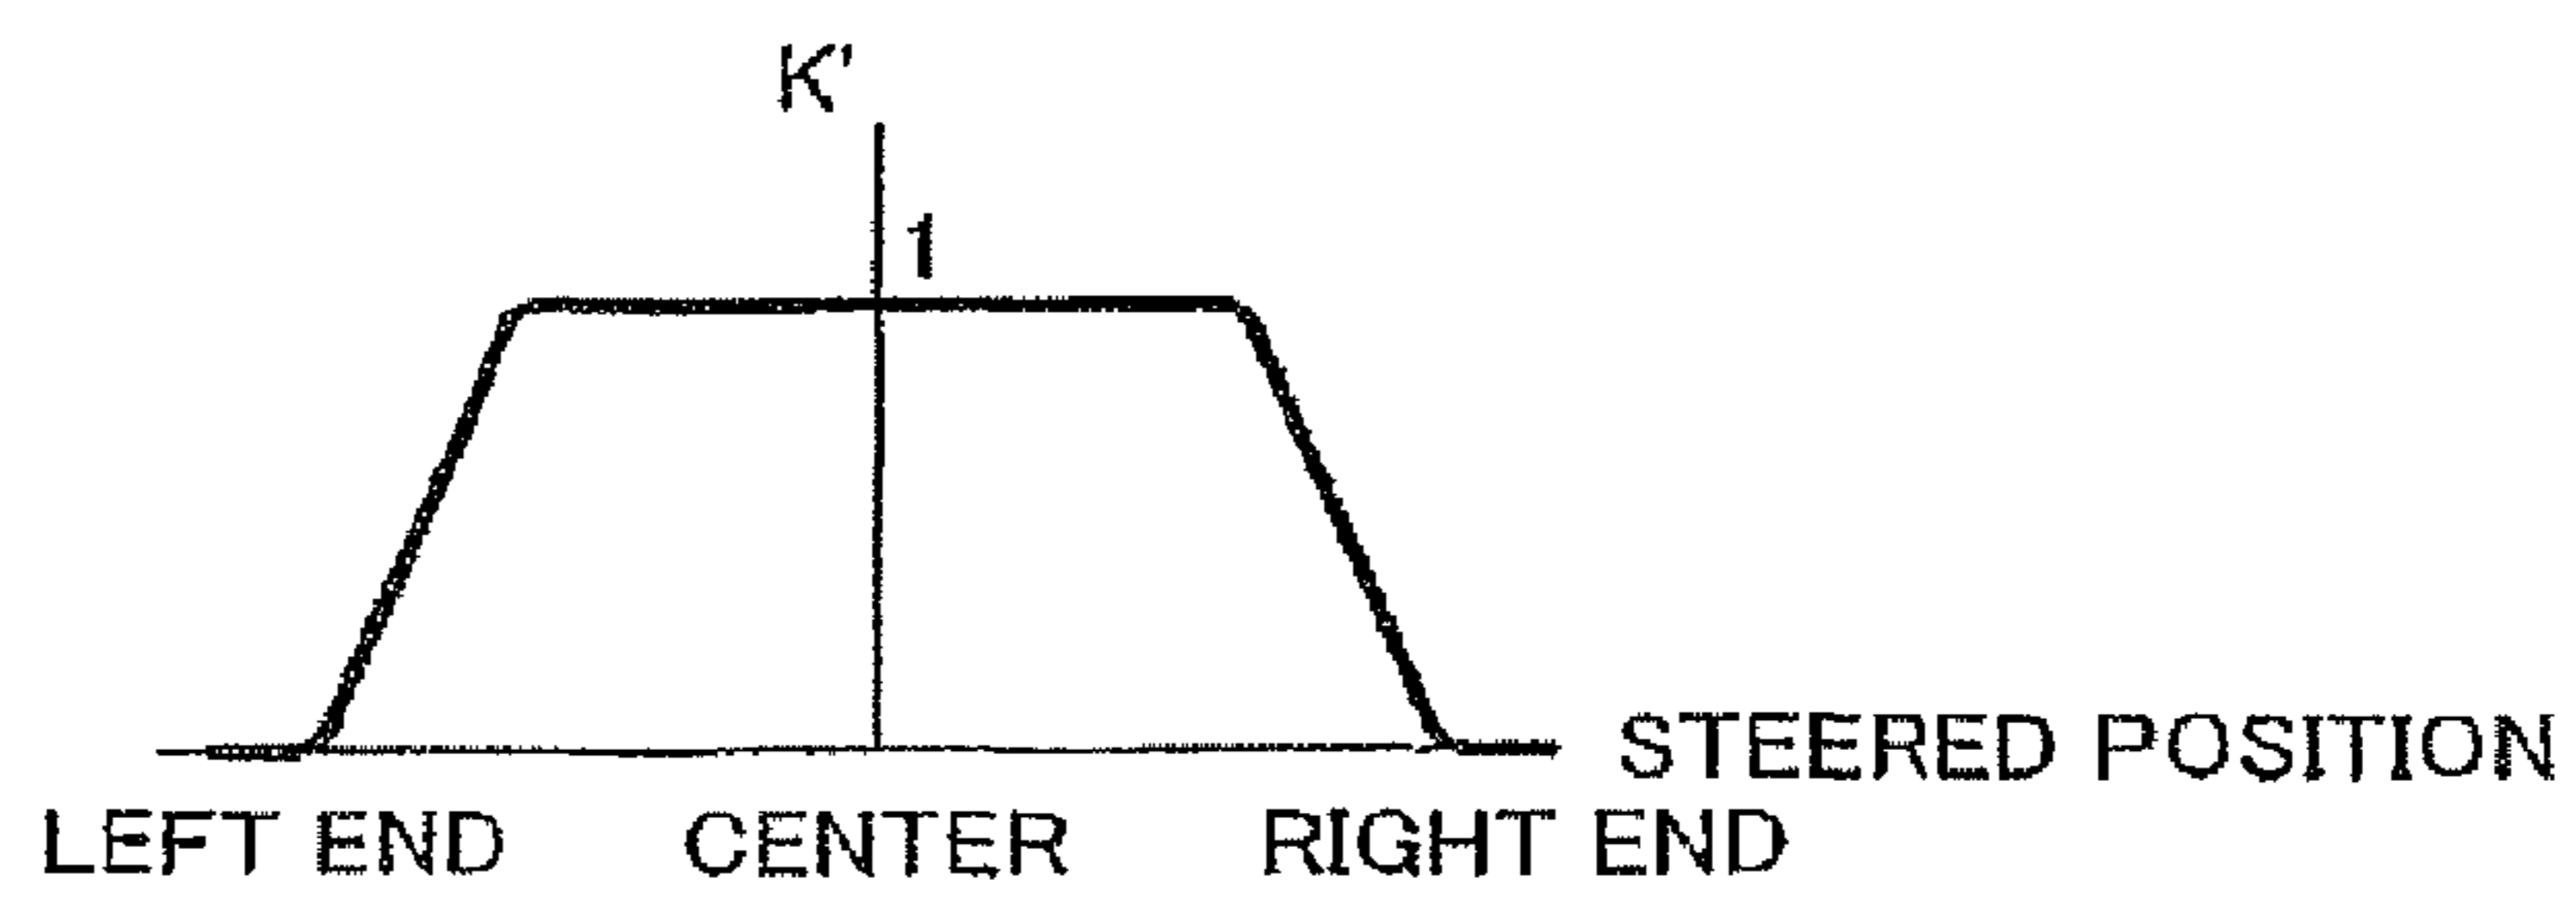 K'
1
STEERED POSITION
LEFT END CENTER RIGHT END